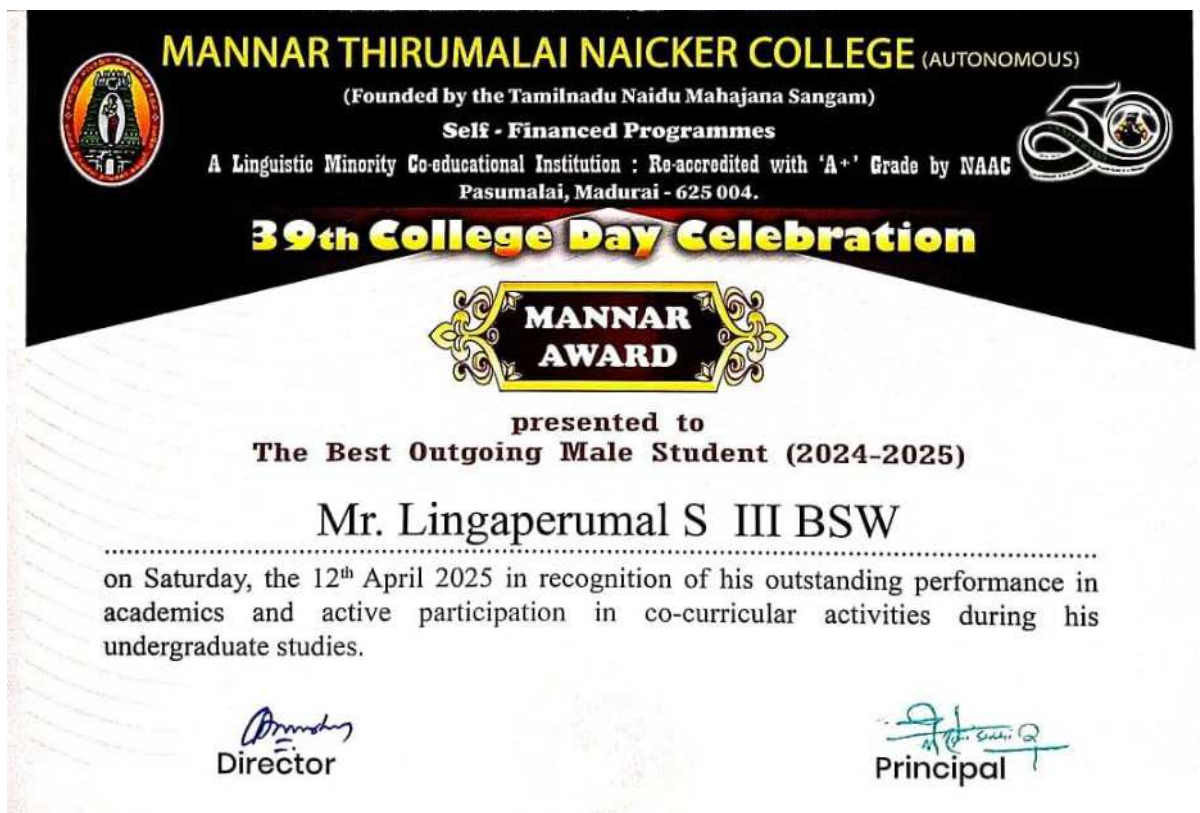 MANNAR THIRUMALAI NAICKER COLLEGE (AUTONOMOUS)
(Founded by the Tamilnadu Naidu Mahajana Sangam)
Self - Financed Programmes
A Linguistic Minority Co-educational Institution : Re-accredited with 'A+' Grade by NAAC
Pasumalai, Madurai - 625 004.
50
39th College Day Celebration
MANNAR
AWARD
presented to
The Best Outgoing Male Student (2024-2025)
Mr. Lingaperumal S III BSW
on Saturday, the 12th April 2025 in recognition of his outstanding performance in
academics and active participation in co-curricular activities during his
undergraduate studies.
Director
Principal